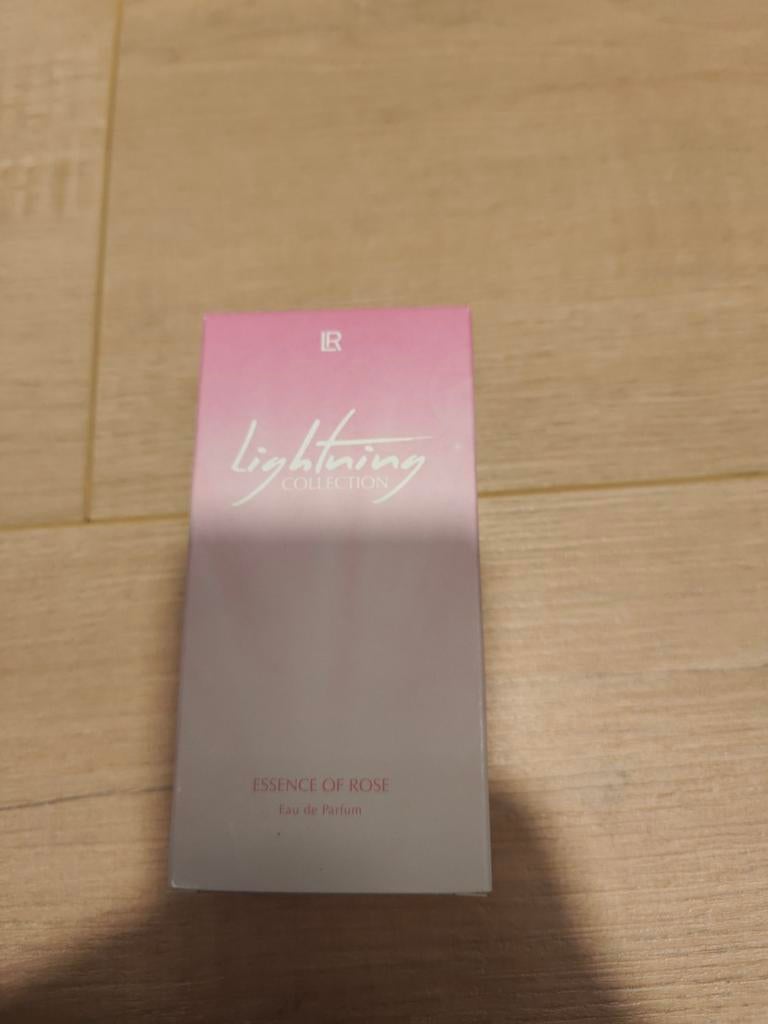 LR
Lightning
COLLECTION
ESSENCE OF ROSE
Eau de Parfum